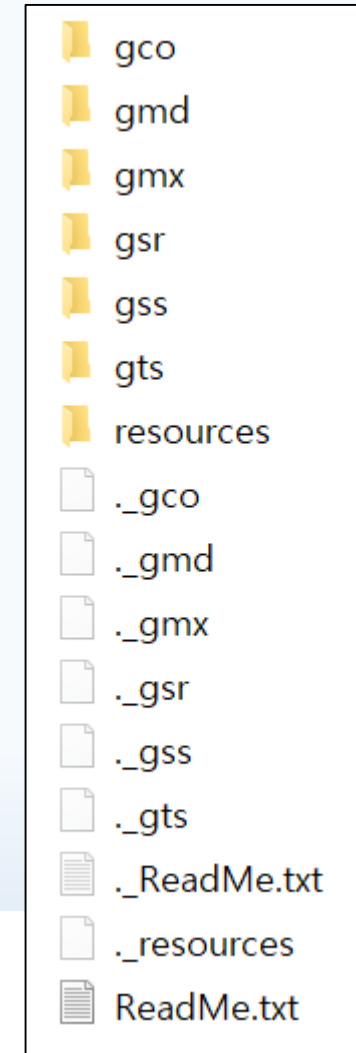 gco
gmd
gmx
gsr
gss
gts
resources
._gco
._gmd
._gmx
._gsr
._gss
._gts
._ReadMe.txt
._resources
ReadMe.txt